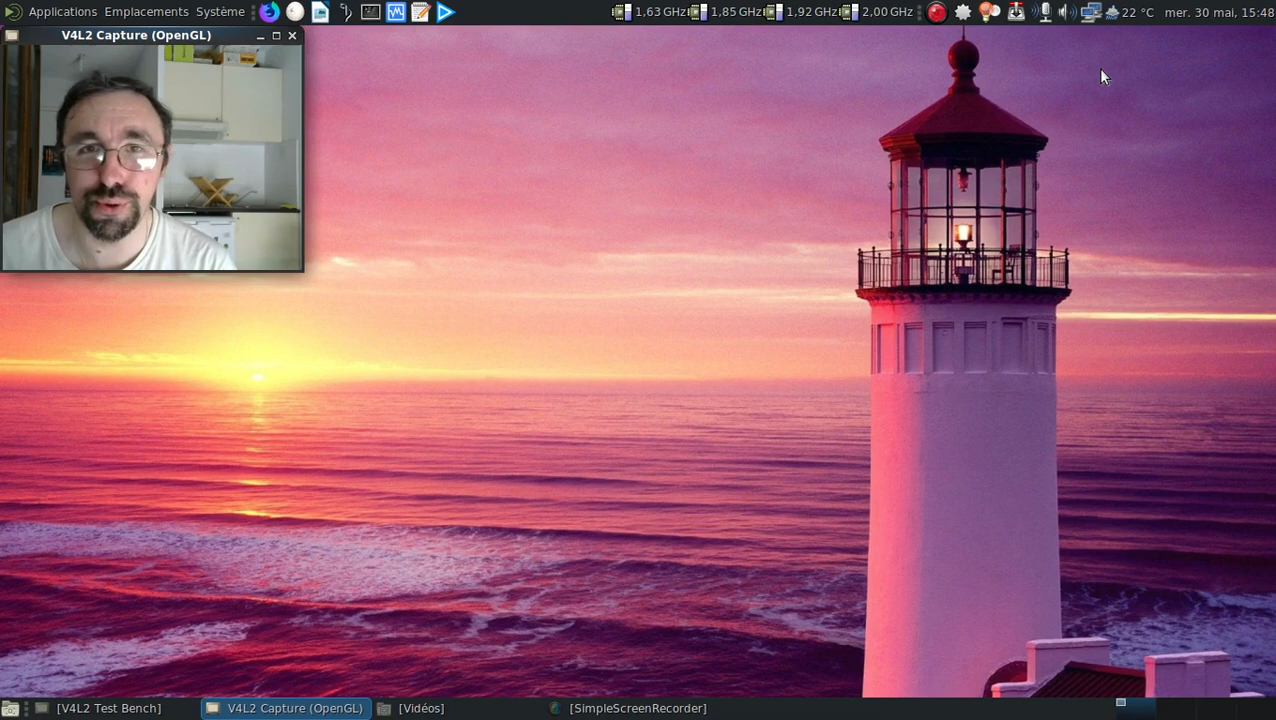 Applications Emplacements Système 1,63 GHz 1,85 GHz 1,12 GHz 2,00 GHz 22 °C mer. 30 mai, 15:48
V4L2 Capture (OpenGL)
[V4L2 Test Bench] V4L2 Capture (OpenGL) [Vidéos] [SimpleScreenRecorder]